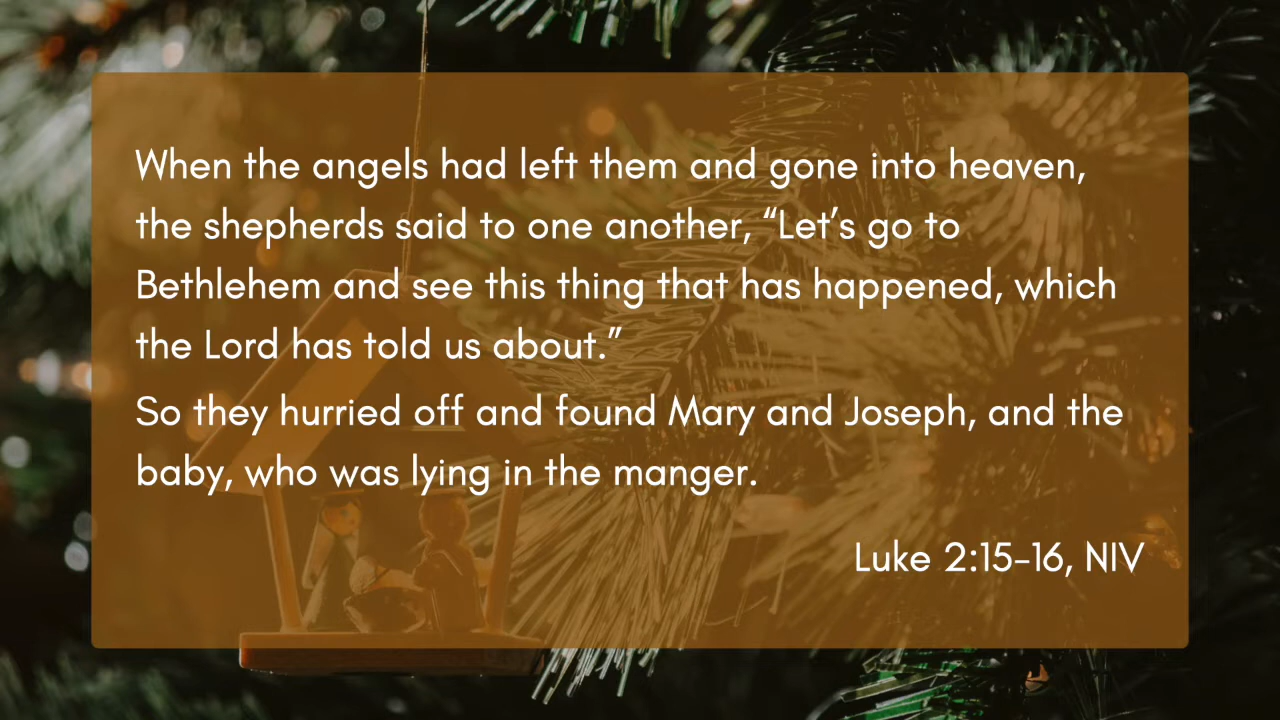 When the angels had left them and gone into heaven,
the shepherds said to one another, “Let’s go to
Bethlehem and see this thing that has happened, which
the Lord has told us about.”
So they hurried off and found Mary and Joseph, and the
baby, who was lying in the manger.
Luke 2:15-16, NIV